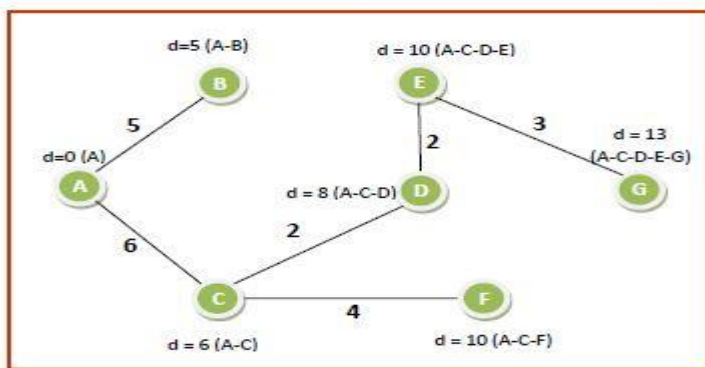 d=5 (A-B)
d = 10 (A-C-D-E)
B
E
5
3
2
d = 13
(A-C-D-E-G)
d=0 (A)
A
d = 8 (A-C-D)
D
G
6
2
C
F
4
d = 6 (A-C)
d = 10 (A-C-F)